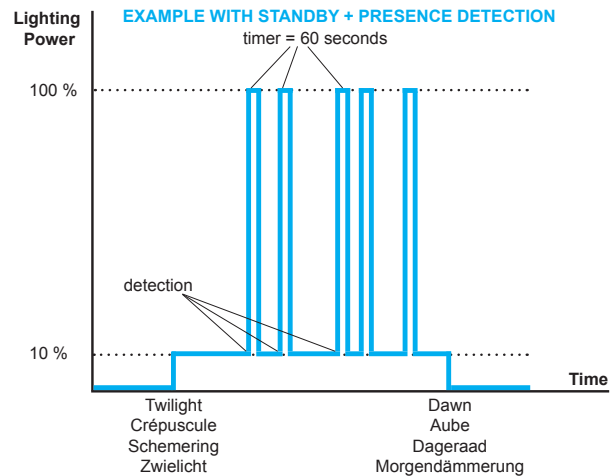 Lighting
Power
EXAMPLE WITH STANDBY + PRESENCE DETECTION
timer = 60 seconds
100 %
detection
10 %
Time
Twilight
Crépuscule
Schemering
Zwielicht
Dawn
Aube
Dageraad
Morgendämmerung